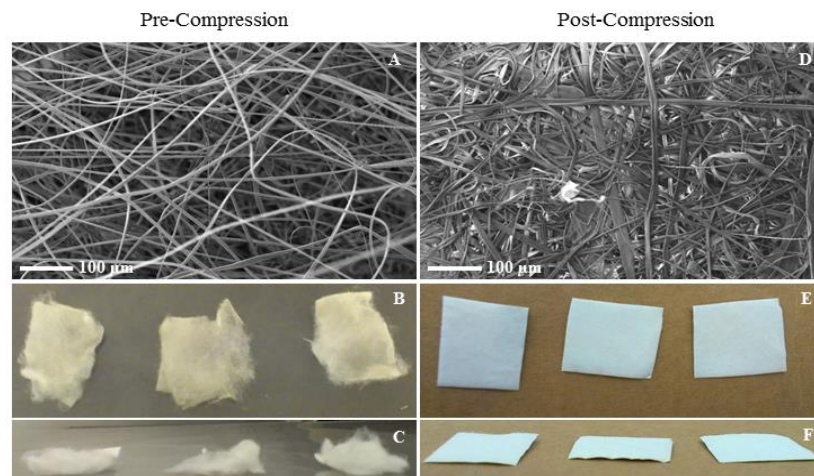 Pre-Compression
Post-Compression
A
D
100 μm
100 μm
B
E
C
F